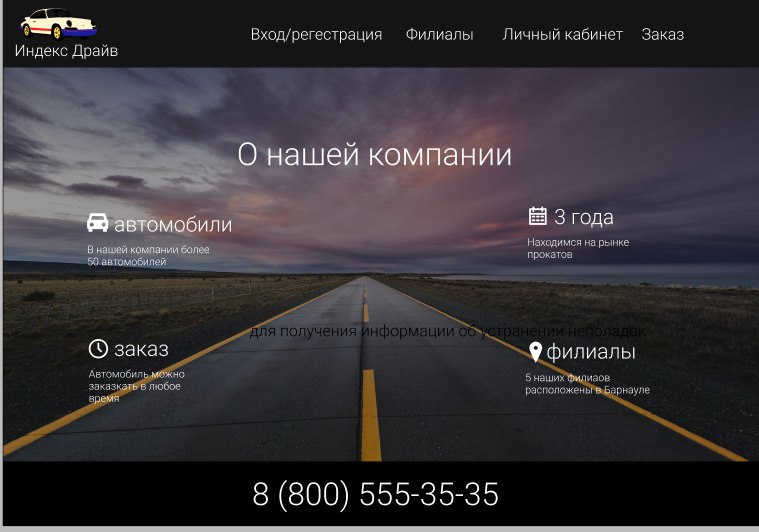 Индекс Драйв
Вход/регестрация Филиалы Личный кабинет Заказ
О нашей компании
автомобили
В нашей компании более
50 автомобилей
3 года
Находимся на рынке
прокатов
для получения информации об устранении неполадок
заказ
Автомобиль можно
заказкать в любое
время
филиалы
5 наших филиаов
расположены в Барнауле
8 (800) 555-35-35